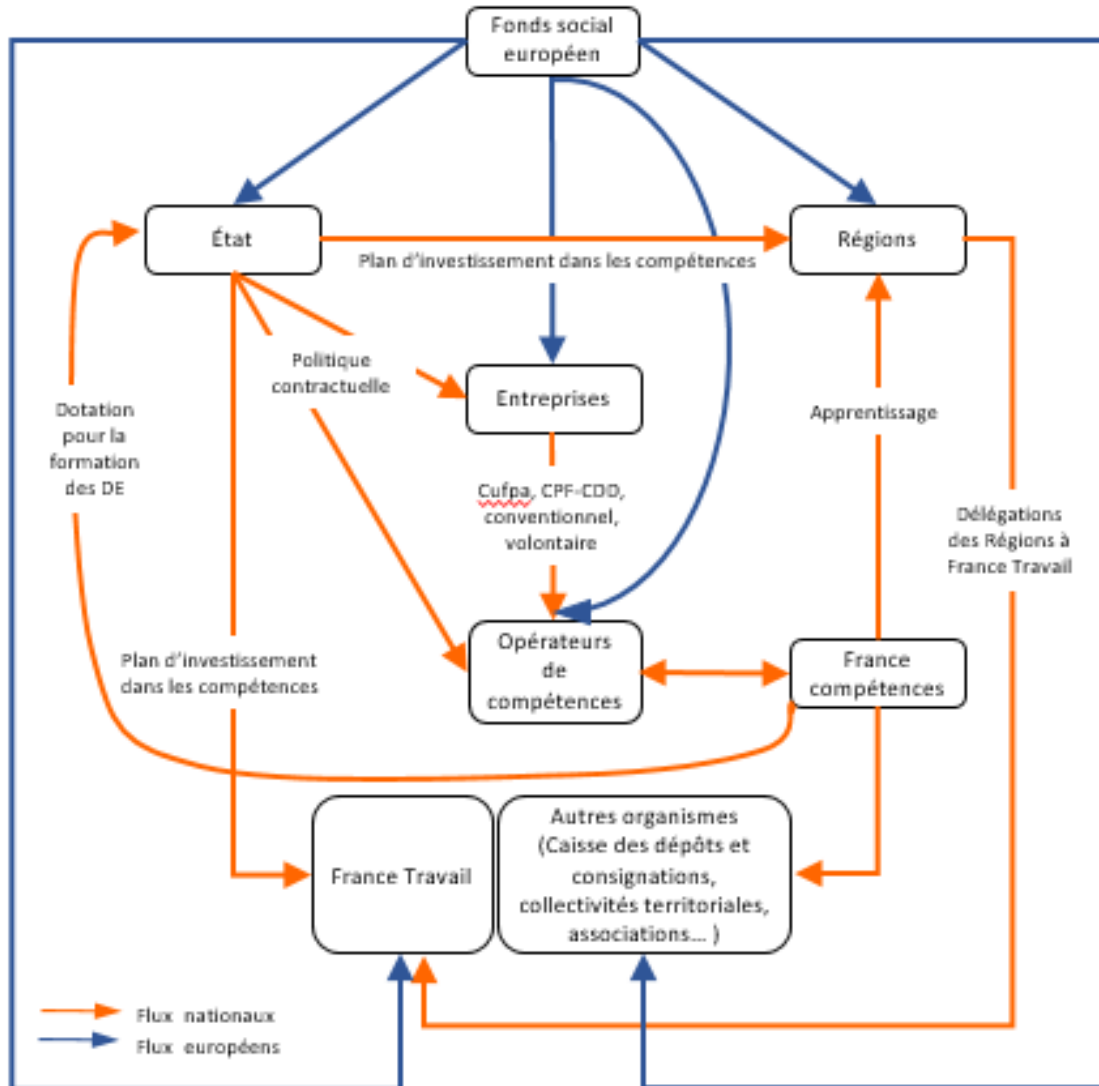 Fonds social
européen
État
Régions
Plan d'investissement dans les compétences
Politique
contractuelle
Entreprises
Dotation
pour la
formation
des DE
Apprentissage
Cufpa, CPF-CDD,
conventionnel,
volontaire
Délégations
des Régions à
France Travail
Opérateurs
de
compétences
France
compétences
Plan d'investissement
dans les compétences
France Travail
Autres organismes
(Caisse des dépôts et
consignations,
collectivités territoriales,
associations... )
Flux nationaux
Flux européens